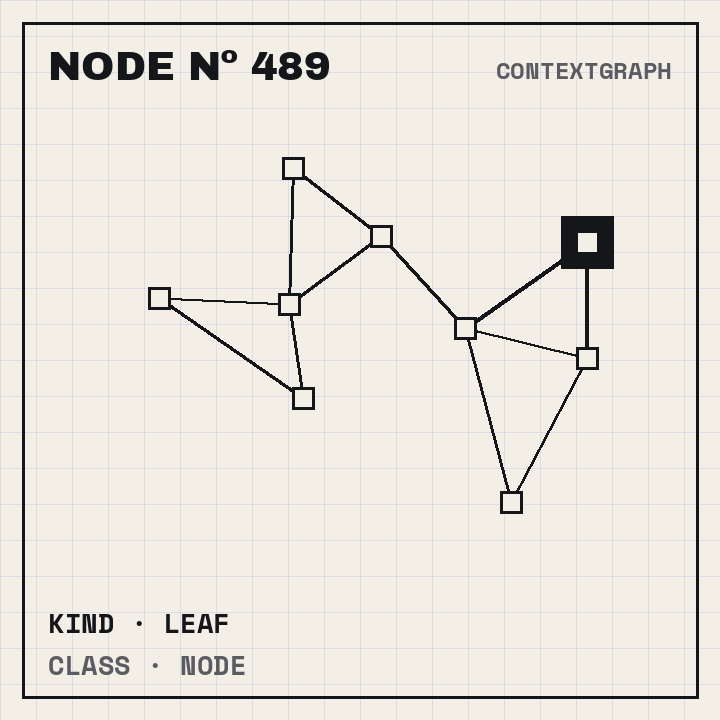 NODE Nº 489
CONTEXTGRAPH
KIND · LEAF
CLASS · NODE